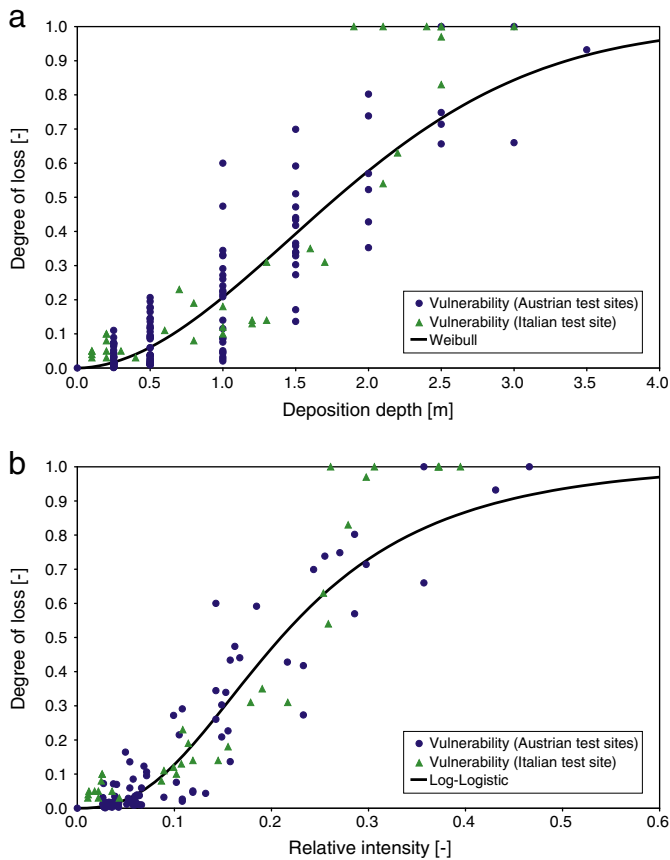 a
1.0
0.9
0.8
0.7
0.6
0.5
0.4
0.3
0.2
0.1
0.0
Degree of loss [-]
Vulnerability (Austrian test sites)
Vulnerability (Italian test site)
Weibull
0.0 0.5 1.0 1.5 2.0 2.5 3.0 3.5 4.0
Deposition depth [m]
b
1.0
0.9
0.8
0.7
0.6
0.5
0.4
0.3
0.2
0.1
0.0
Degree of loss [-]
Vulnerability (Austrian test sites)
Vulnerability (Italian test site)
Log-Logistic
0.0 0.1 0.2 0.3 0.4 0.5 0.6
Relative intensity [-]